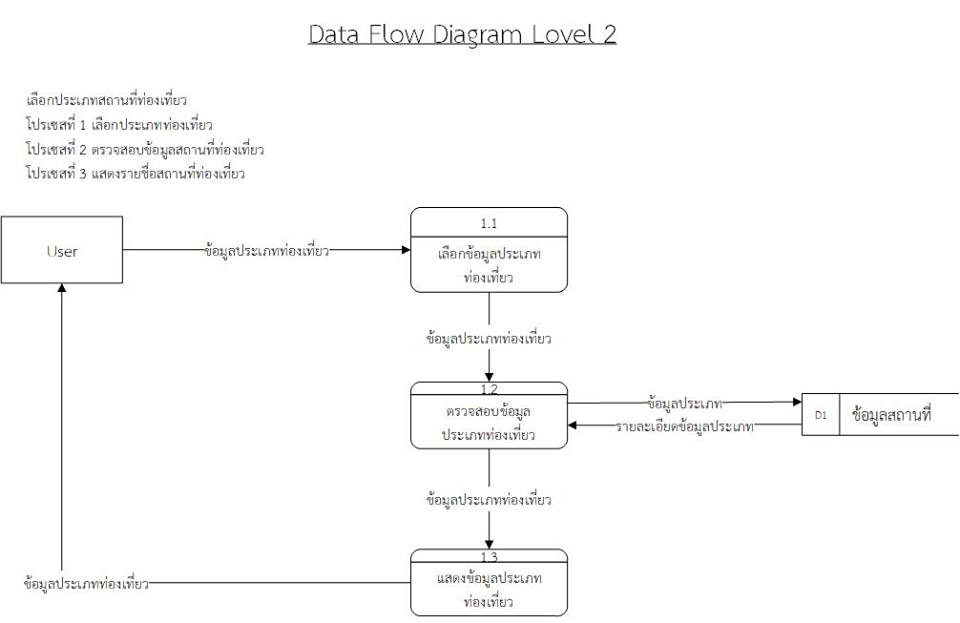 Data Flow Diagram Lovel 2
เลือกประเภทสถานที่ท่องเที่ยว
โปรเซสที่ 1 เลือกประเภทท่องเที่ยว
โปรเซสที่ 2 ตรวจสอบข้อมูลสถานที่ท่องเที่ยว
โปรเซสที่ 3 แสดงรายชื่อสถานที่ท่องเที่ยว
User
ข้อมูลประเภทท่องเที่ยว
1.1
เลือกข้อมูลประเภท
ท่องเที่ยว
ข้อมูลประเภทท่องเที่ยว
1.2
ตรวจสอบข้อมูล
ประเภทท่องเที่ยว
ข้อมูลประเภท
รายละเอียดข้อมูลประเภท
D1
ข้อมูลสถานที่
ข้อมูลประเภทท่องเที่ยว
1.3
แสดงข้อมูลประเภท
ท่องเที่ยว
ข้อมูลประเภทท่องเที่ยว